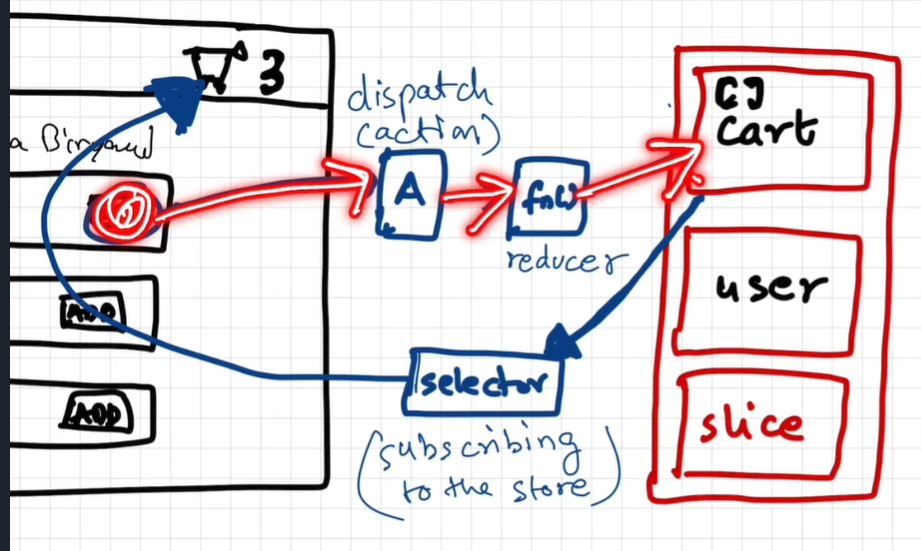 3
dispatch
(action)
a Biryani
A
fn()
reducer
[]
cart
user
slice
ADD
ADD
selector
(subscribing
to the store)